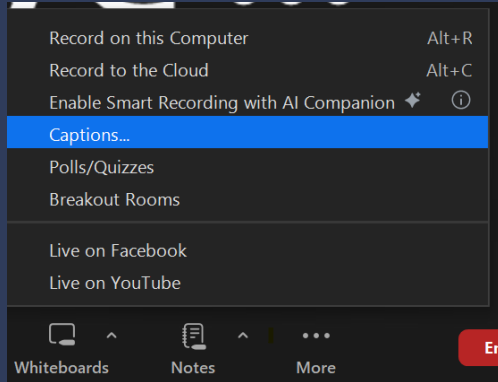 Record on this Computer Alt+R
Record to the Cloud Alt+C
Enable Smart Recording with AI Companion
Captions...
Polls/Quizzes
Breakout Rooms
Live on Facebook
Live on YouTube
Whiteboards Notes More